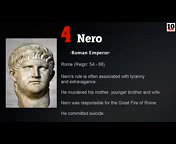 4 Nero
-Roman Emperor-
Rome (Reign: 54 - 68)
Nero's rule is often associated with tyranny
and extravagance.
He murdered his mother, younger brother and wife.
Nero was responsible for the Great Fire of Rome.
He committed suicide.